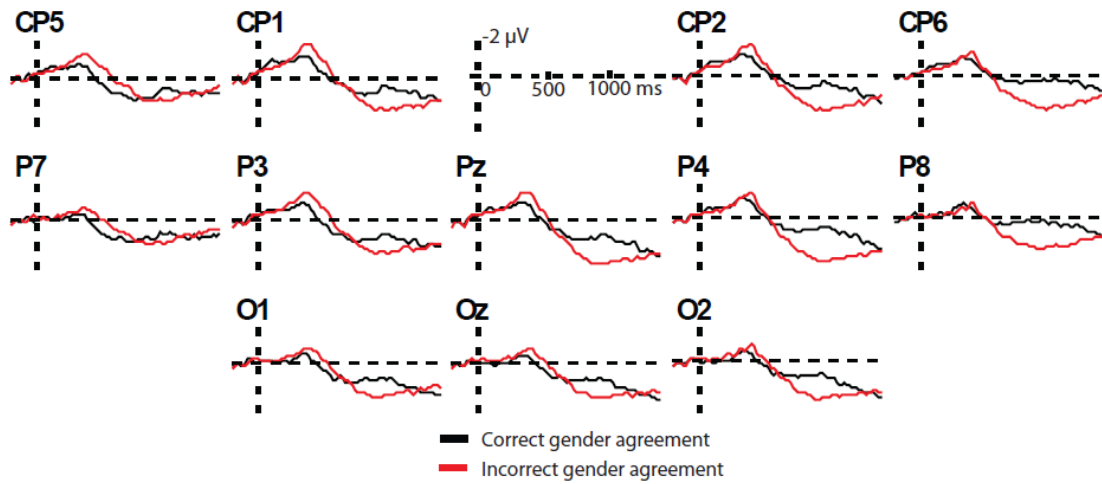 CP5 CP1 -2 µV CP2 CP6
0 500 1000 ms
P7 P3 Pz P4 P8
O1 Oz O2
Correct gender agreement
Incorrect gender agreement